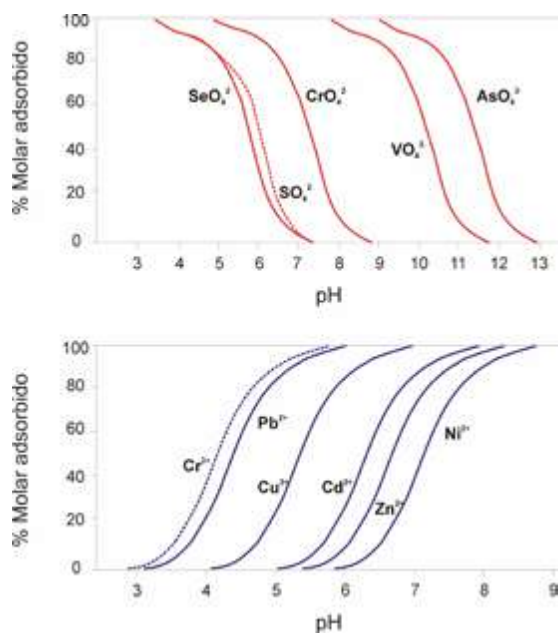 % Molar adsorbido
100
80
60
40
20
0
SeO₄²
CrO₄²
AsO₄³
VO₄³
SO₄²
3 4 5 6 7 8 9 10 11 12 13
pH
% Molar adsorbido
100
80
60
40
20
0
Cr³⁺
Pb²⁺
Cu²⁺
Cd²⁺
Zn²⁺
Ni²⁺
3 4 5 6 7 8 9
pH